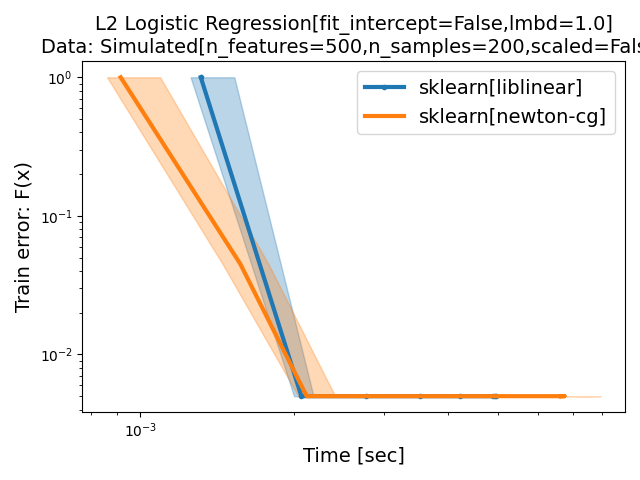 L2 Logistic Regression[fit_intercept=False,lmbd=1.0]
Data: Simulated[n_features=500,n_samples=200,scaled=Fals
sklearn[liblinear]
sklearn[newton-cg]
Train error: F(x)
10⁰
10⁻¹
10⁻²
10⁻³
Time [sec]